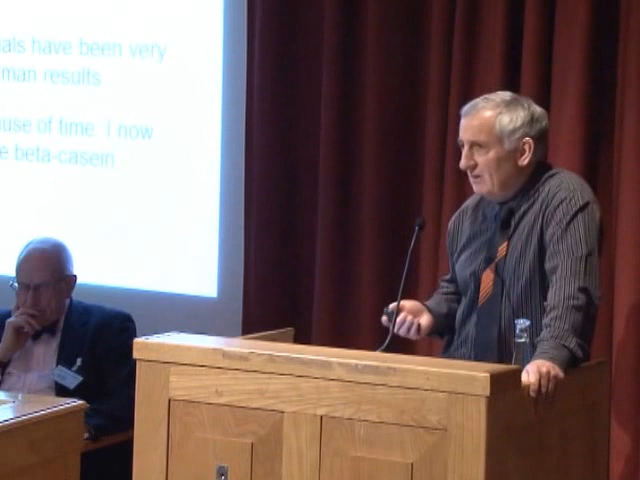 als have been very
man results
use of time I now
e beta-casein